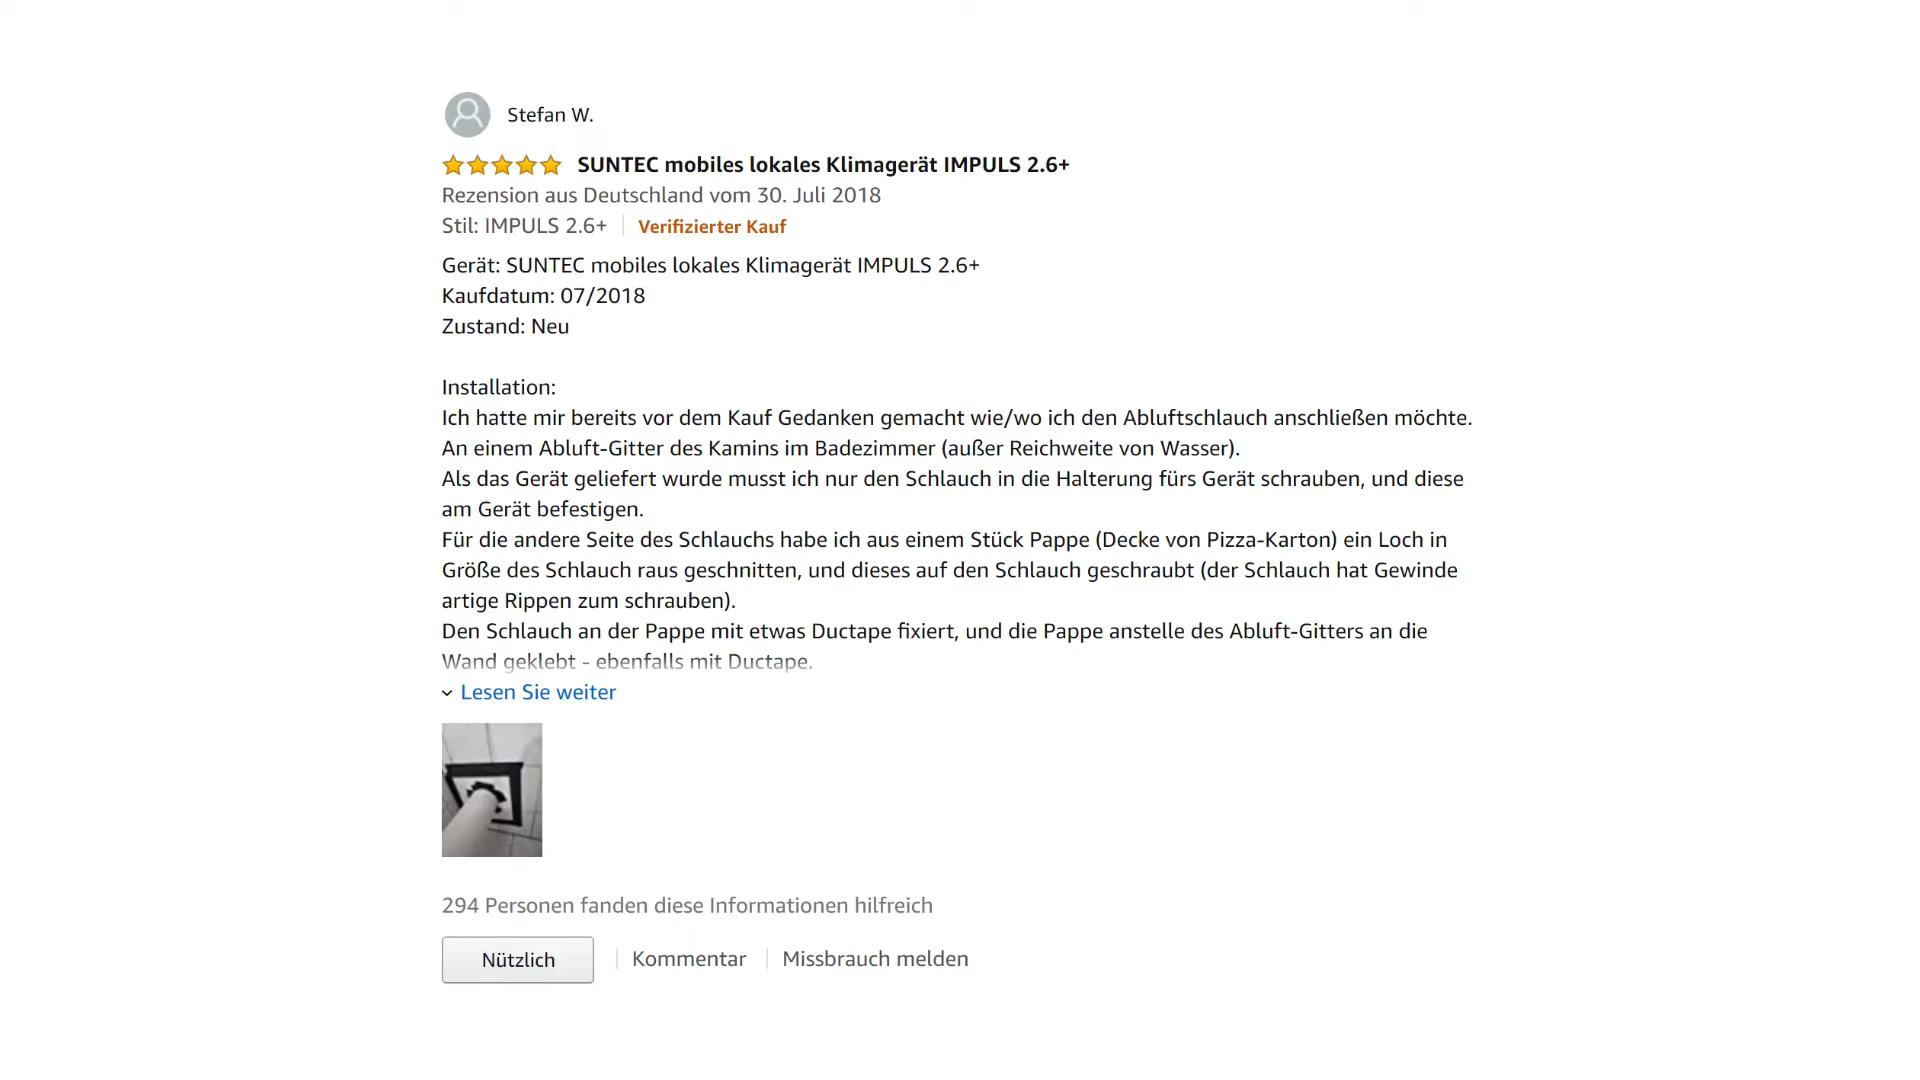 Stefan W.
SUNTEC mobiles lokales Klimagerät IMPULS 2.6+
Rezension aus Deutschland vom 30. Juli 2018
Stil: IMPULS 2.6+ Verifizierter Kauf
Gerät: SUNTEC mobiles lokales Klimagerät IMPULS 2.6+
Kaufdatum: 07/2018
Zustand: Neu
Installation:
Ich hatte mir bereits vor dem Kauf Gedanken gemacht wie/wo ich den Abluftschlauch anschließen möchte.
An einem Abluft-Gitter des Kamins im Badezimmer (außer Reichweite von Wasser).
Als das Gerät geliefert wurde musst ich nur den Schlauch in die Halterung fürs Gerät schrauben, und diese
am Gerät befestigen.
Für die andere Seite des Schlauchs habe ich aus einem Stück Pappe (Decke von Pizza-Karton) ein Loch in
Größe des Schlauch raus geschnitten, und dieses auf den Schlauch geschraubt (der Schlauch hat Gewinde
artige Rippen zum schrauben).
Den Schlauch an der Pappe mit etwas Ductape fixiert, und die Pappe anstelle des Abluft-Gitters an die
Wand geklebt - ebenfalls mit Ductape.
Lesen Sie weiter
294 Personen fanden diese Informationen hilfreich
Nützlich Kommentar Missbrauch melden